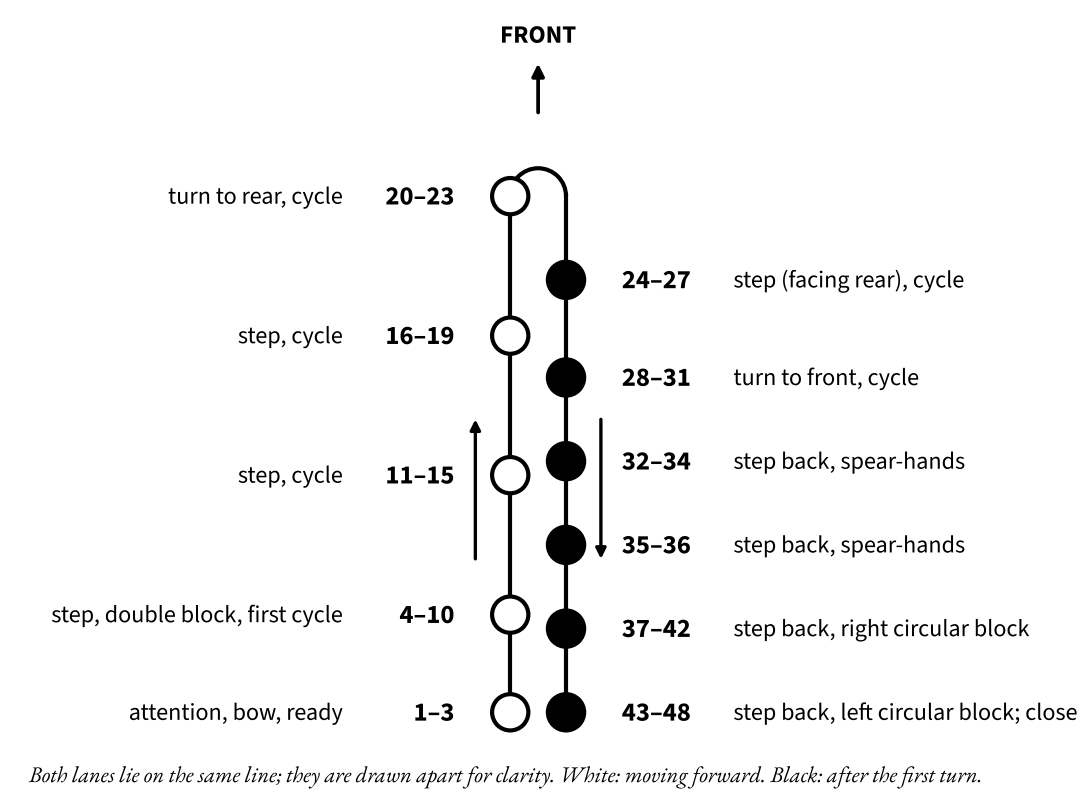 FRONT
turn to rear, cycle 20–23
24–27 step (facing rear), cycle
step, cycle 16–19
28–31 turn to front, cycle
32–34 step back, spear-hands
step, cycle 11–15
35–36 step back, spear-hands
step, double block, first cycle 4–10
37–42 step back, right circular block
attention, bow, ready 1–3 43–48 step back, left circular block; close
Both lanes lie on the same line; they are drawn apart for clarity. White: moving forward. Black: after the first turn.